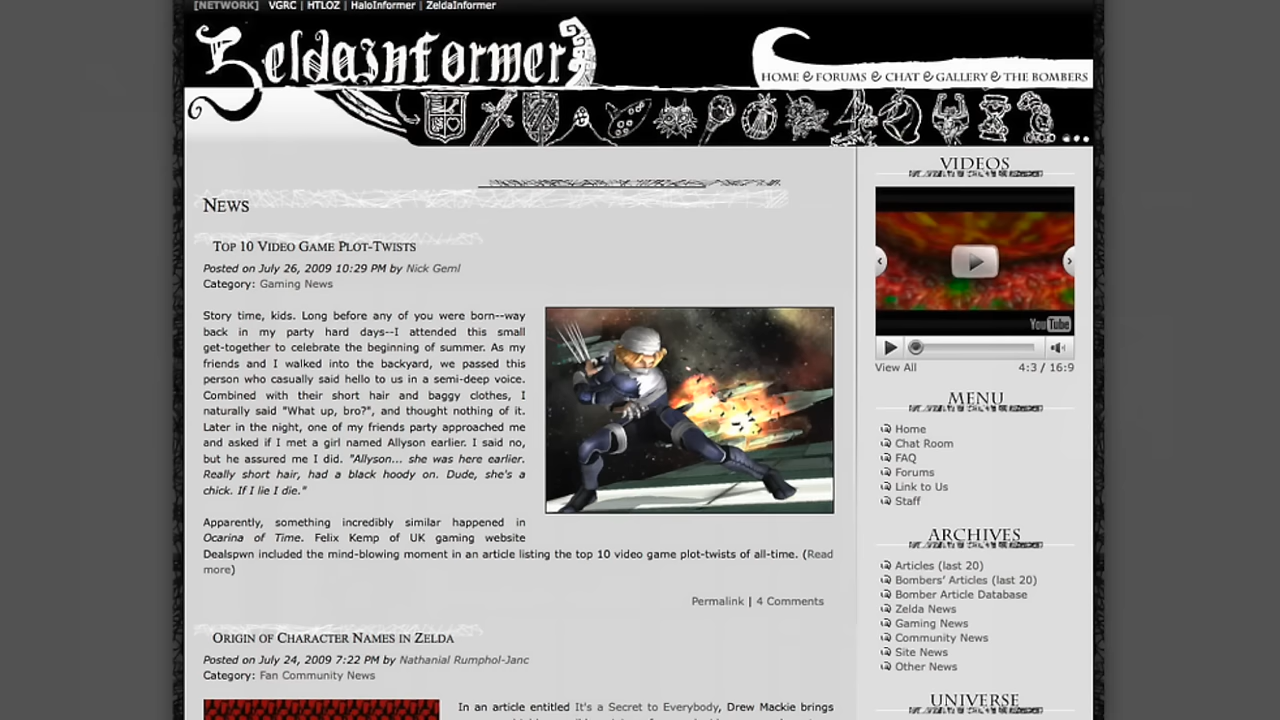 [NETWORK] VGRC | HTLOZ | HaloInformer | ZeldaInformer
ZeldaInformer
HOME & FORUMS & CHAT & GALLERY & THE BOMBERS
News
Top 10 Video Game Plot-Twists
Posted on July 26, 2009 10:29 PM by Nick Geml
Category: Gaming News
Story time, kids. Long before any of you were born--way
back in my party hard days--I attended this small
get-together to celebrate the beginning of summer. As my
friends and I walked into the backyard, we passed this
person who casually said hello to us in a semi-deep voice.
Combined with their short hair and baggy clothes, I
naturally said "What up, bro?", and thought nothing of it.
Later in the night, one of my friends party approached me
and asked if I met a girl named Allyson earlier. I said no,
but he assured me I did. "Allyson... she was here earlier.
Really short hair, had a black hoody on. Dude, she's a
chick. If I lie I die."
Apparently, something incredibly similar happened in
Ocarina of Time. Felix Kemp of UK gaming website
Dealspwn included the mind-blowing moment in an article listing the top 10 video game plot-twists of all-time. (Read
more)
Permalink | 4 Comments
Origin of Character Names in Zelda
Posted on July 24, 2009 7:22 PM by Nathanial Rumphol-Janc
Category: Fan Community News
In an article entitled It's a Secret to Everybody, Drew Mackie brings
VIDEOS
YouTube
View All 4:3 / 16:9
MENU
Home
Chat Room
FAQ
Forums
Link to Us
Staff
ARCHIVES
Articles (last 20)
Bombers' Articles (last 20)
Bomber Article Database
Zelda News
Gaming News
Community News
Site News
Other News
UNIVERSE